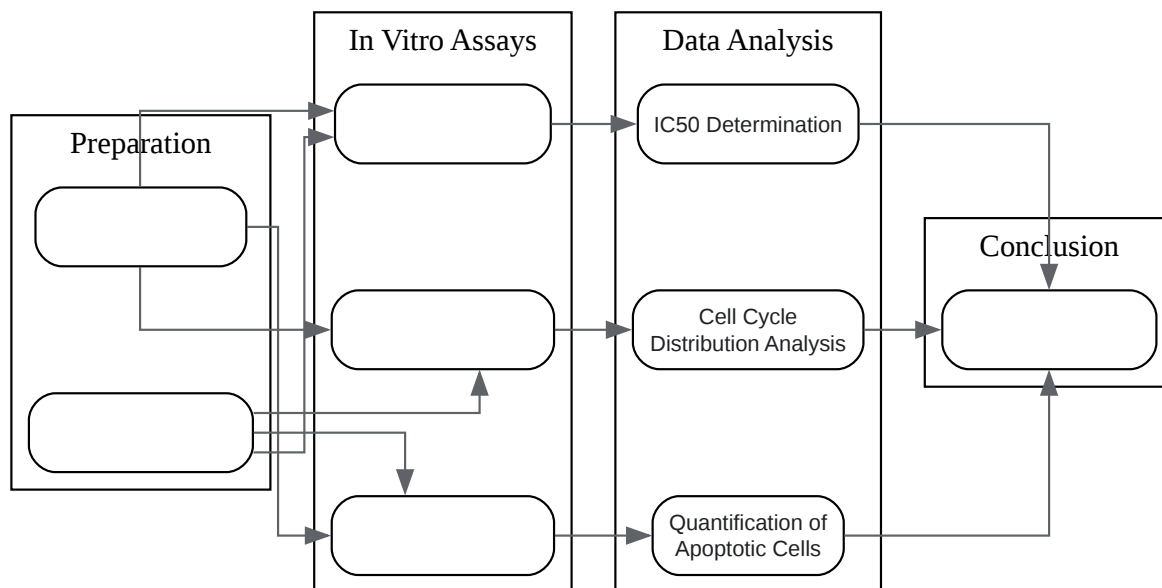 In Vitro Assays
Data Analysis
Preparation
IC50 Determination
Conclusion
Cell Cycle
Distribution Analysis
Quantification of
Apoptotic Cells